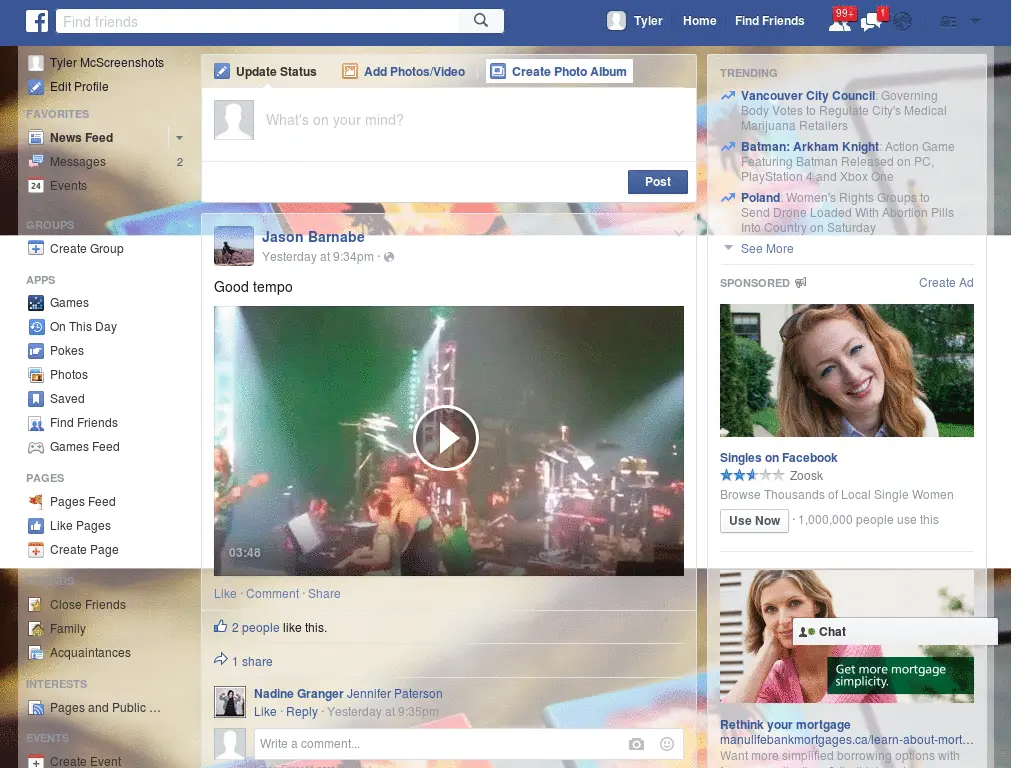 Find friends
Tyler
Home
Find Friends
99+
1
Tyler McScreenshots
Edit Profile
FAVORITES
News Feed
Messages
2
24
Events
GROUPS
Create Group
APPS
Games
On This Day
Pokes
Photos
Saved
Find Friends
Games Feed
PAGES
Pages Feed
Like Pages
Create Page
Close Friends
Family
Acquaintances
INTERESTS
Pages and Public ...
EVENTS
Create Event
Update Status
Add Photos/Video
Create Photo Album
What's on your mind?
Post
Jason Barnabe
Yesterday at 9:34pm ·
Good tempo
03:48
Like · Comment · Share
2 people like this.
1 share
Nadine Granger Jennifer Paterson
Like · Reply · Yesterday at 9:35pm
Write a comment...
TRENDING
Vancouver City Council: Governing
Body Votes to Regulate City's Medical
Marijuana Retailers
Batman: Arkham Knight: Action Game
Featuring Batman Released on PC,
PlayStation 4 and Xbox One
Poland: Women's Rights Groups to
Send Drone Loaded With Abortion Pills
Into Country on Saturday
See More
SPONSORED
Create Ad
Singles on Facebook
Zoosk
Browse Thousands of Local Single Women
Use Now · 1,000,000 people use this
Chat
Get more mortgage
simplicity.
Rethink your mortgage
manulifebankmortgages.ca/learn-about-mort...
Want more simplified borrowing options with